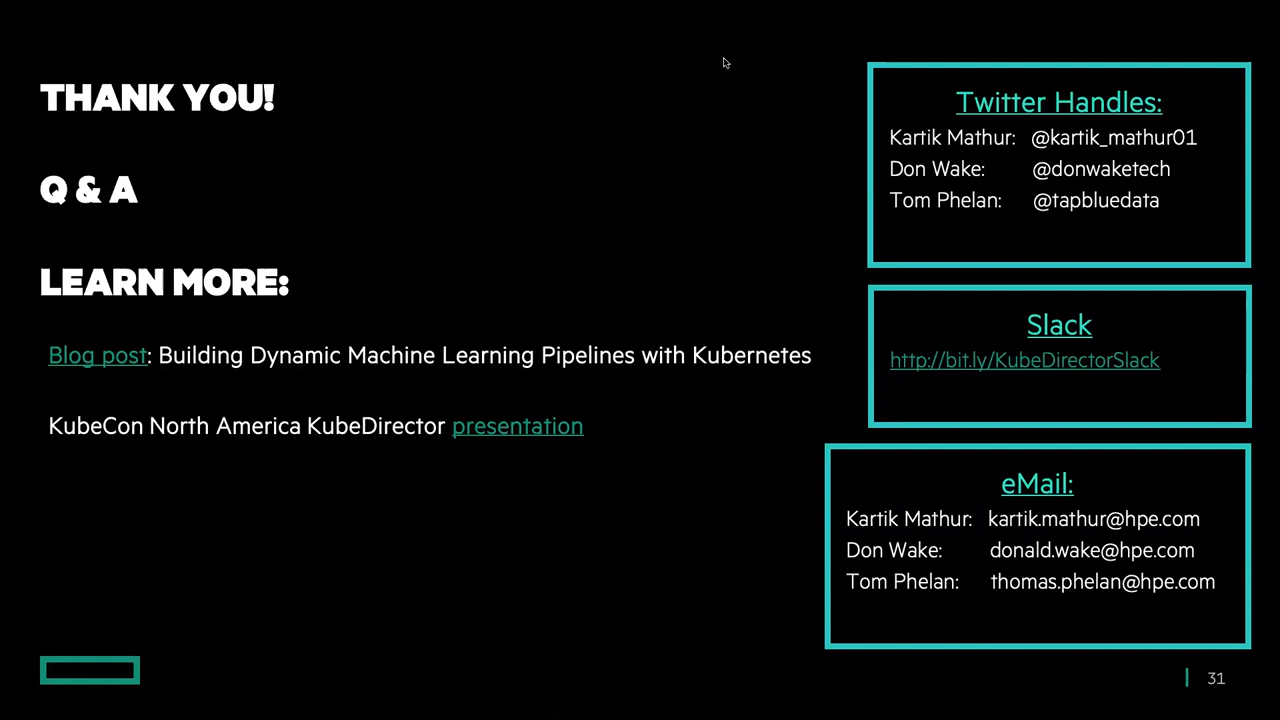 THANK YOU!
Q & A
LEARN MORE:
Blog post: Building Dynamic Machine Learning Pipelines with Kubernetes
KubeCon North America KubeDirector presentation
Twitter Handles:
Kartik Mathur: @kartik_mathur01
Don Wake: @donwaketech
Tom Phelan: @tapbluedata
Slack
http://bit.ly/KubeDirectorSlack
eMail:
Kartik Mathur: kartik.mathur@hpe.com
Don Wake: donald.wake@hpe.com
Tom Phelan: thomas.phelan@hpe.com
31